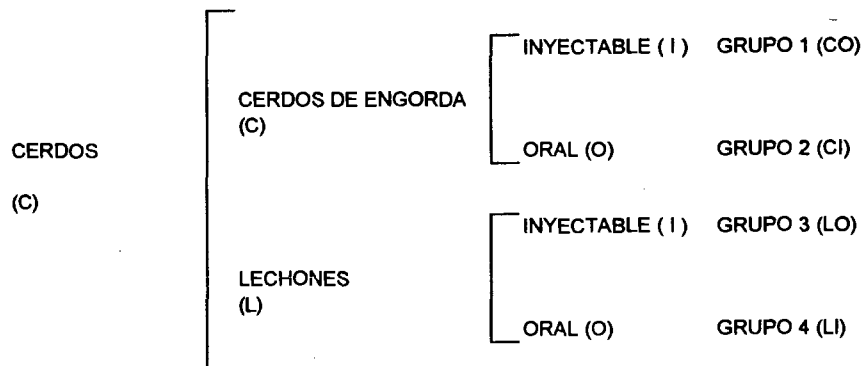 INYECTABLE ( I ) GRUPO 1 (CO)
CERDOS DE ENGORDA
(C)
ORAL (O) GRUPO 2 (CI)
CERDOS
(C)
INYECTABLE ( I ) GRUPO 3 (LO)
LECHONES
(L)
ORAL (O) GRUPO 4 (LI)